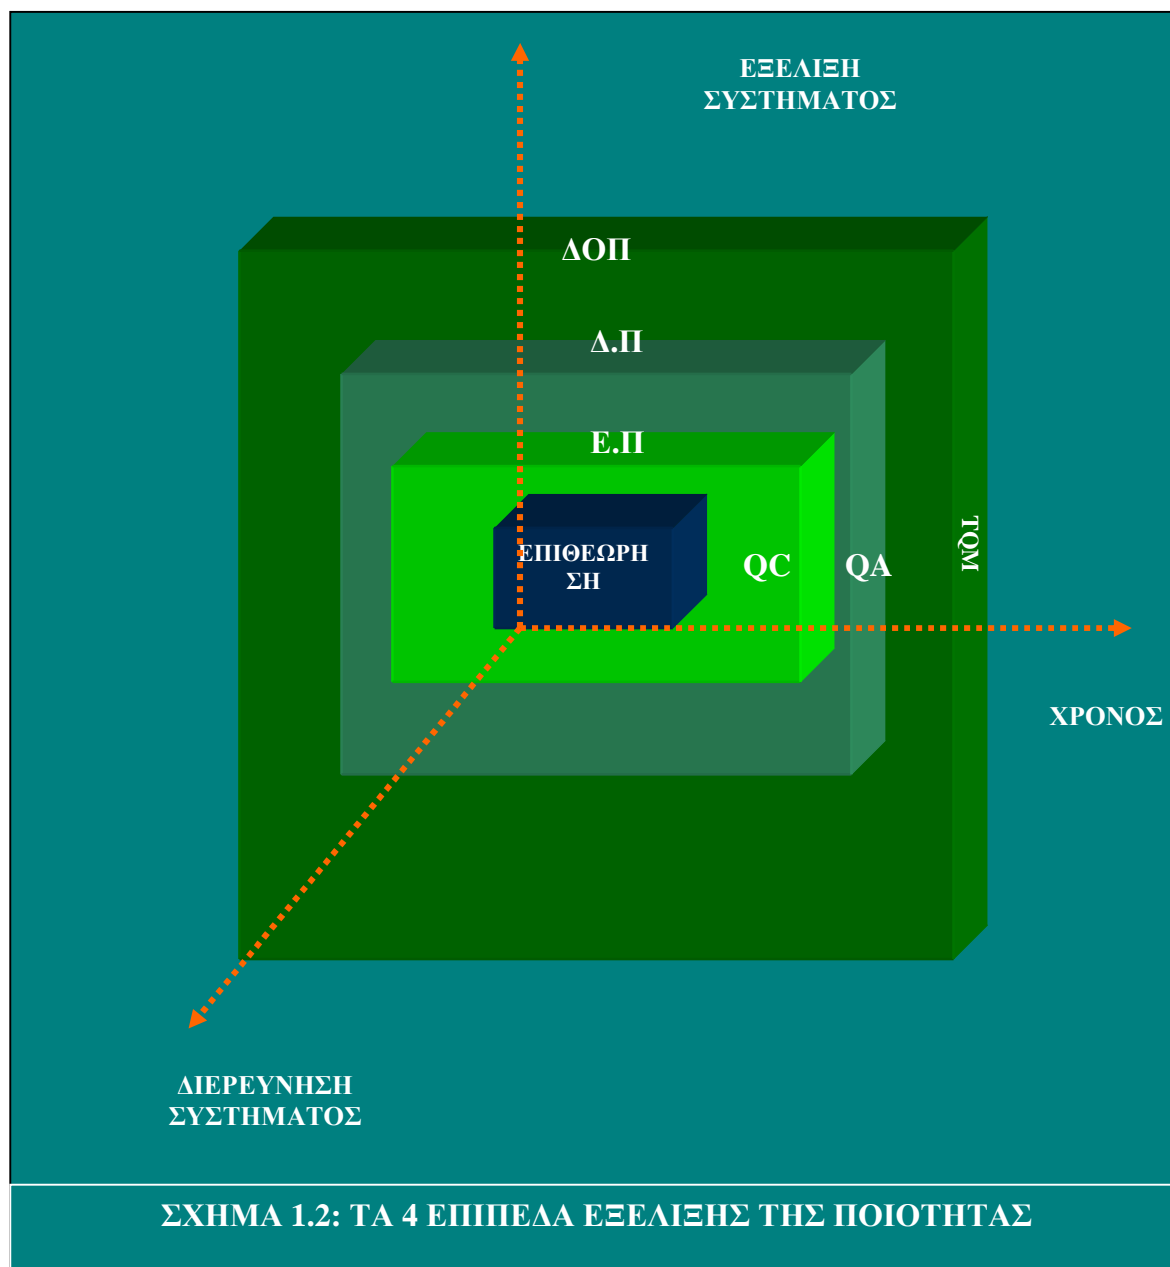 ΕΞΕΛΙΞΗ
ΣΥΣΤΗΜΑΤΟΣ
ΔΟΠ
Δ.Π
Ε.Π
ΕΠΙΘΕΩΡΗ
ΣΗ
QC
QA
TQM
ΧΡΟΝΟΣ
ΔΙΕΡΕΥΝΗΣΗ
ΣΥΣΤΗΜΑΤΟΣ
ΣΧΗΜΑ 1.2: ΤΑ 4 ΕΠΙΠΕΔΑ ΕΞΕΛΙΞΗΣ ΤΗΣ ΠΟΙΟΤΗΤΑΣ